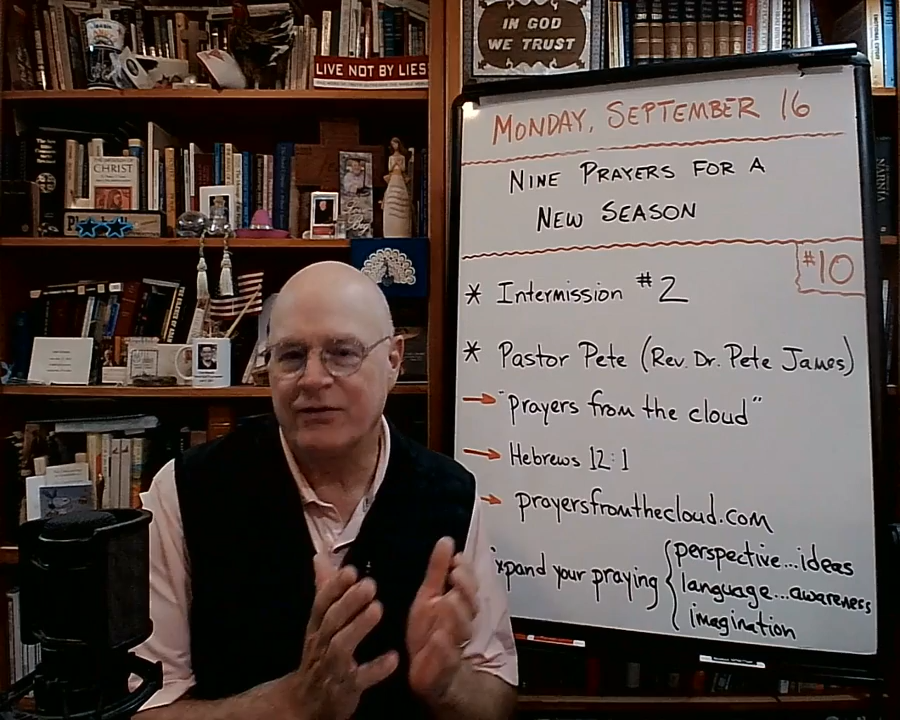 IN GOD
WE TRUST
LIVE NOT BY LIES
CHRIST
NARNIA
MONDAY, SEPTEMBER 16
NINE PRAYERS FOR A
NEW SEASON
#10
* Intermission #2
* Pastor Pete (Rev. Dr. Pete James)
→ "prayers from the cloud"
→ Hebrews 12:1
→ prayersfromthecloud.com
xpand your praying { perspective...ideas
language...awareness
imagination